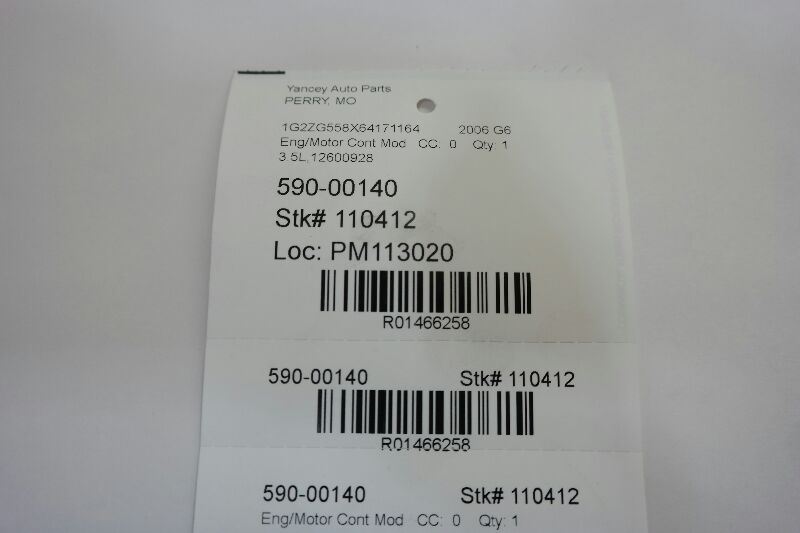 Yancey Auto Parts
PERRY, MO
1G2ZG558X64171164 2006 G6
Eng/Motor Cont Mod CC: 0 Qty: 1
3.5L,12600928
590-00140
Stk# 110412
Loc: PM113020
R01466258
590-00140 Stk# 110412
R01466258
590-00140 Stk# 110412
Eng/Motor Cont Mod CC: 0 Qty: 1